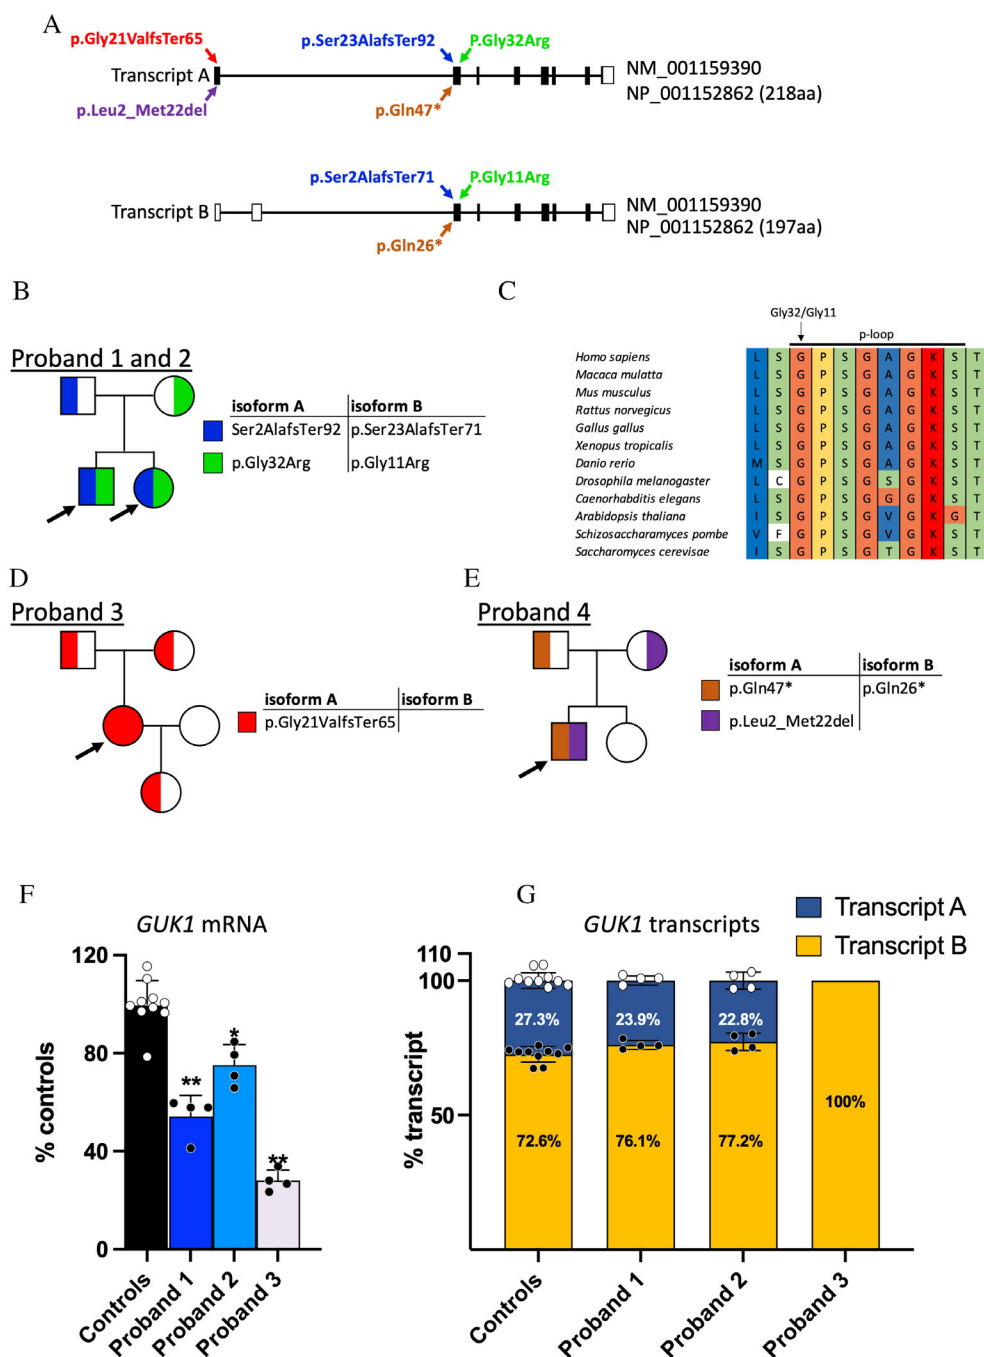 A
p.Gly21ValfsTer65
p.Ser23AlafsTer92
p.Gly32Arg
Transcript A
NM_001159390
NP_001152862 (218aa)
p.Leu2_Met22del
p.Gln47*
p.Ser2AlafsTer71
P.Gly11Arg
Transcript B
NM_001159390
NP_001152862 (197aa)
p.Gln26*
B
Proband 1 and 2
isoform A isoform B
Ser2AlafsTer92 p.Ser23AlafsTer71
p.Gly32Arg p.Gly11Arg
C
Gly32/Gly11
p-loop
Homo sapiens L S G P S G A G K S T
Macaca mulatta L S G P S G A G K S T
Mus musculus L S G P S G A G K S T
Rattus norvegicus L S G P S G A G K S T
Gallus gallus L S G P S G A G K S T
Xenopus tropicalis L S G P S G A G K S T
Danio rerio M S G P S G A G K S T
Drosophila melanogaster L C G P S G S G K S T
Caenorhabditis elegans L S G P S G G G K S T
Arabidopsis thaliana I S G P S G V G K G T
Schizosaccharamyces pombe V F G P S G V G K S T
Saccharomyces cerevisae I S G P S G T G K S T
D
Proband 3
isoform A isoform B
p.Gly21ValfsTer65
E
Proband 4
isoform A isoform B
p.Gln47* p.Gln26*
p.Leu2_Met22del
F
GUK1 mRNA
% controls
120
80
40
0
**
*
**
Controls
Proband 1
Proband 2
Proband 3
G
GUK1 transcripts
Transcript A
Transcript B
% transcript
110
100
50
27.3%
23.9%
22.8%
72.6%
76.1%
77.2%
100%
Controls
Proband 1
Proband 2
Proband 3